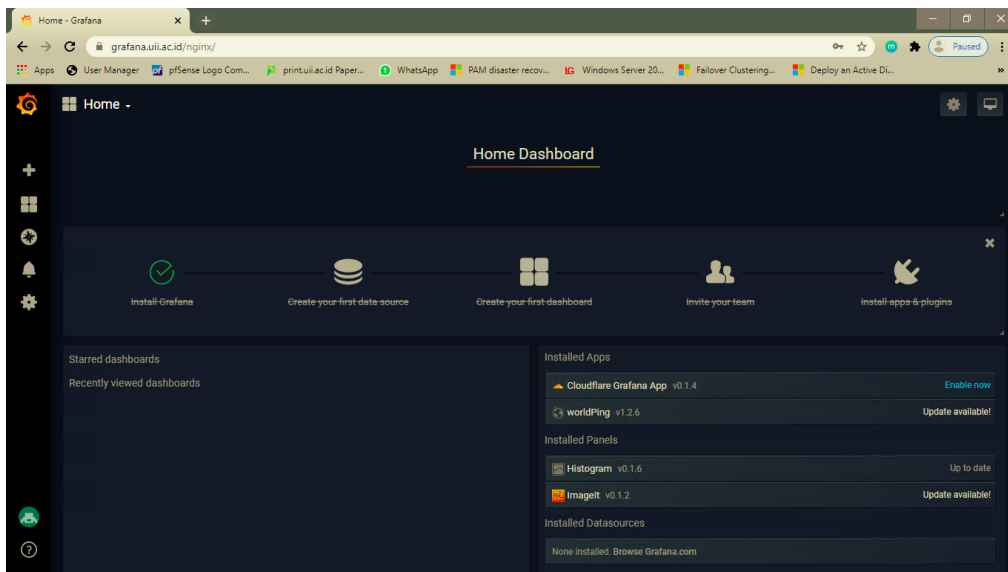 Home - Grafana
grafana.uii.ac.id/nginx/
Paused
Apps User Manager pfSense Logo Com... print.uii.ac.id Paper... WhatsApp PAM disaster recov... Windows Server 20... Failover Clustering... Deploy an Active Di... »
Home
Home Dashboard
Install Grafana
Create your first data source
Create your first dashboard
Invite your team
Install apps & plugins
Starred dashboards
Recently viewed dashboards
Installed Apps
Cloudflare Grafana App v0.1.4 Enable now
worldPing v1.2.6 Update available!
Installed Panels
Histogram v0.1.6 Up to date
ImageIt v0.1.2 Update available!
Installed Datasources
None installed. Browse Grafana.com